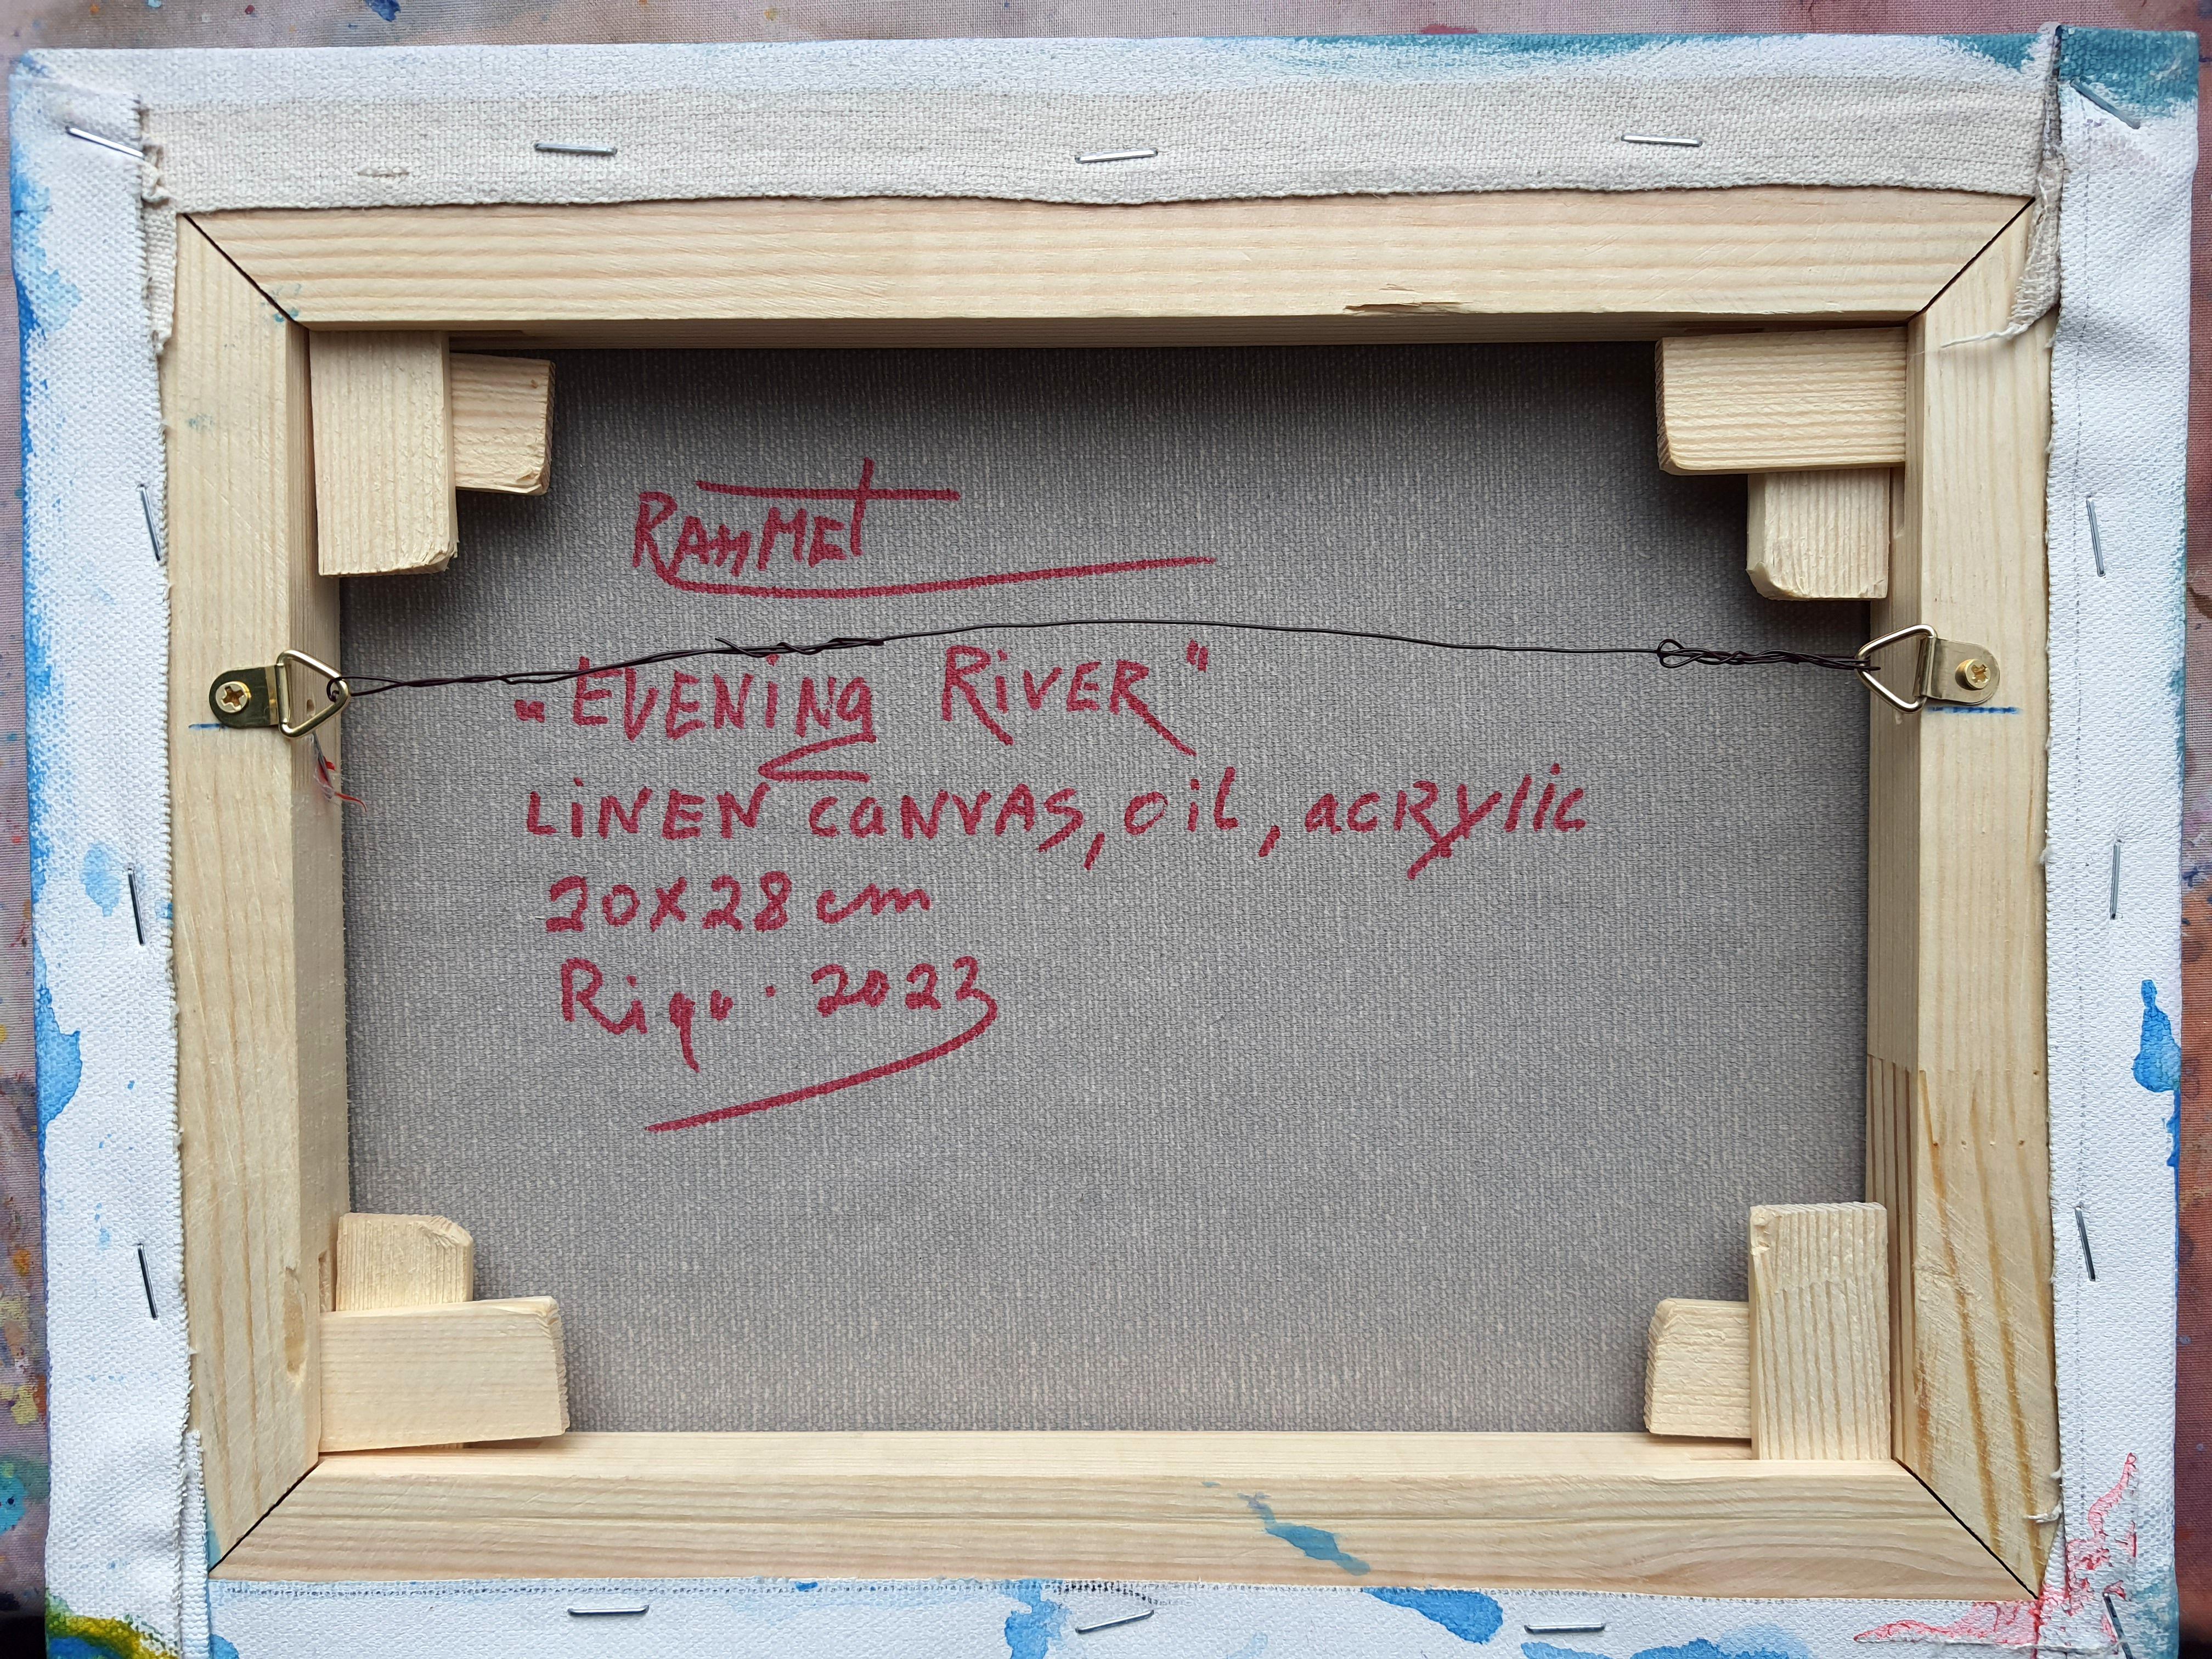 RAHMET
„EVENING RiVER"
LiNEN CaNVAS, OiL, aCRylic
20x28 cm
Riga. 2023